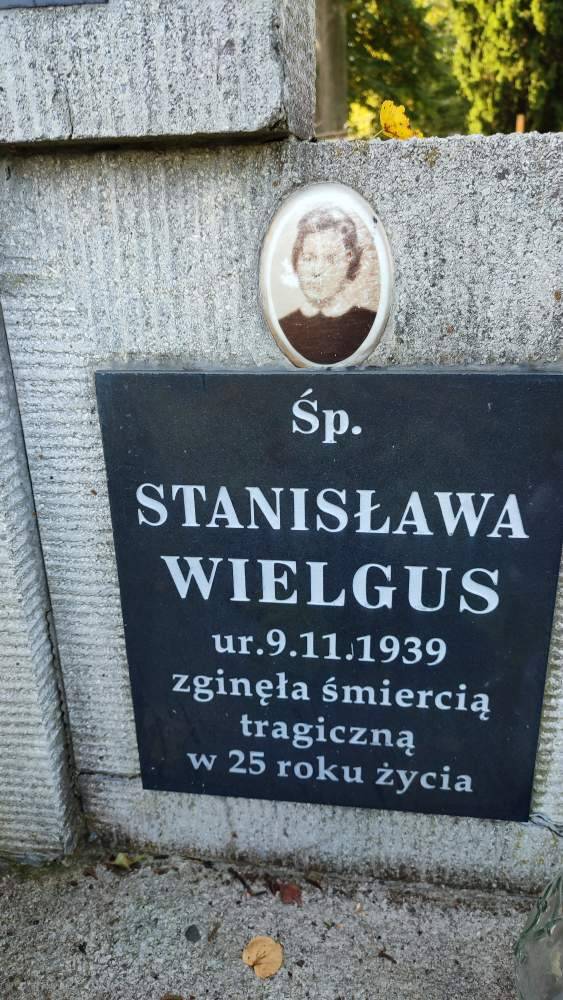 Śp.
STANISŁAWA
WIELGUS
ur.9.11.1939
zginęła śmiercią
tragiczną
w 25 roku życia